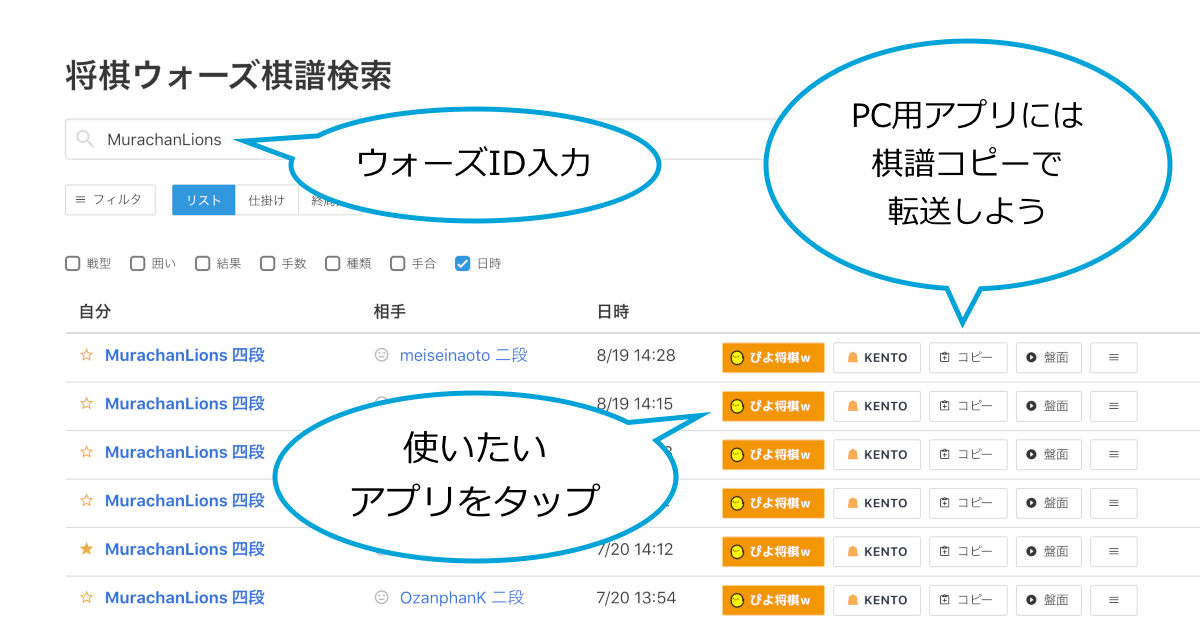 将棋ウォーズ棋譜検索
MurachanLions
ウォーズID入力
PC用アプリには
棋譜コピーで
転送しよう
フィルタ リスト 仕掛け
戦型 囲い 結果 手数 種類 手合 日時
自分 相手 日時
MurachanLions 四段 meiseinaoto 二段 8/19 14:28 ぴよ将棋w KENTO コピー 盤面
MurachanLions 四段 8/19 14:15 ぴよ将棋w KENTO コピー 盤面
使いたい
アプリをタップ
MurachanLions 四段 ぴよ将棋w KENTO コピー 盤面
MurachanLions 四段 ぴよ将棋w KENTO コピー 盤面
MurachanLions 四段 7/20 14:12 ぴよ将棋w KENTO コピー 盤面
MurachanLions 四段 OzanphanK 二段 7/20 13:54 ぴよ将棋w KENTO コピー 盤面